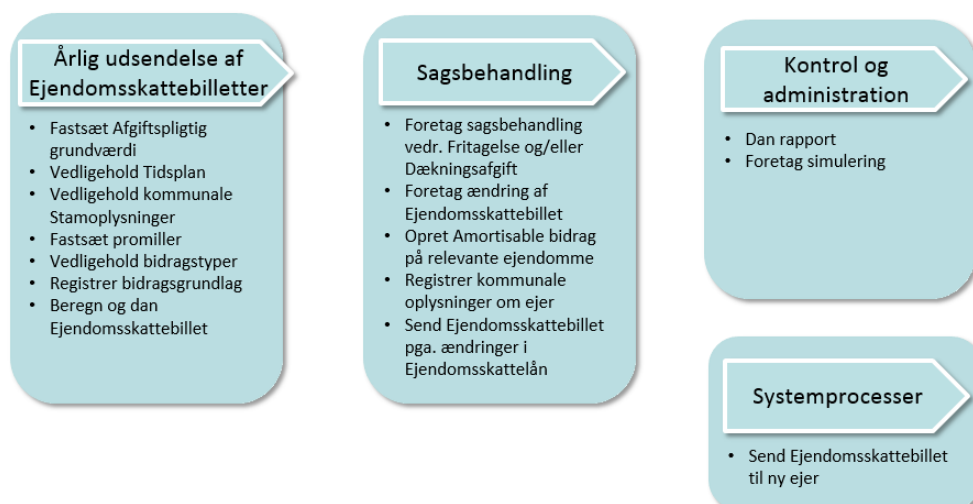 Årlig udsendelse af
Ejendomsskattebilletter
• Fastsæt Afgiftspligtig
grundværdi
• Vedligehold Tidsplan
• Vedligehold kommunale
Stamoplysninger
• Fastsæt promiller
• Vedligehold bidragstyper
• Registrer bidragsgrundlag
• Beregn og dan
Ejendomsskattebillet
Sagsbehandling
• Foretag sagsbehandling
vedr. Fritagelse og/eller
Dækningsafgift
• Foretag ændring af
Ejendomsskattebillet
• Opret Amortisable bidrag
på relevante ejendomme
• Registrer kommunale
oplysninger om ejer
• Send Ejendomsskattebillet
pga. ændringer i
Ejendomsskattelån
Kontrol og
administration
• Dan rapport
• Foretag simulering
Systemprocesser
• Send Ejendomsskattebillet
til ny ejer